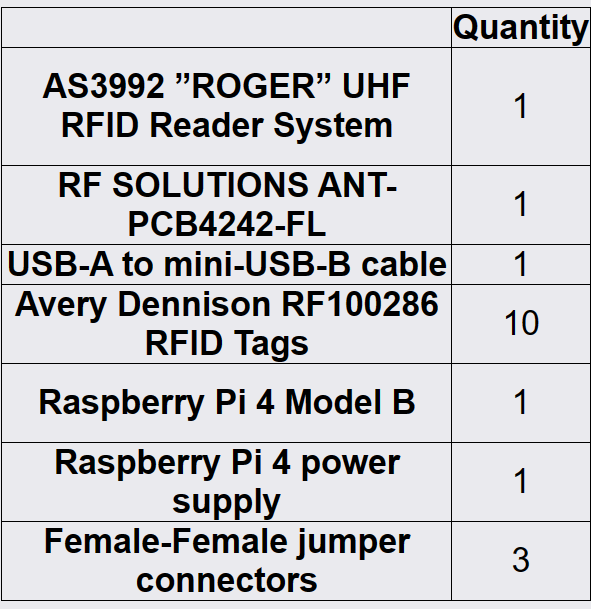 Quantity
AS3992 ”ROGER” UHF
RFID Reader System
1
RF SOLUTIONS ANT-
PCB4242-FL
1
USB-A to mini-USB-B cable
1
Avery Dennison RF100286
RFID Tags
10
Raspberry Pi 4 Model B
1
Raspberry Pi 4 power
supply
1
Female-Female jumper
connectors
3